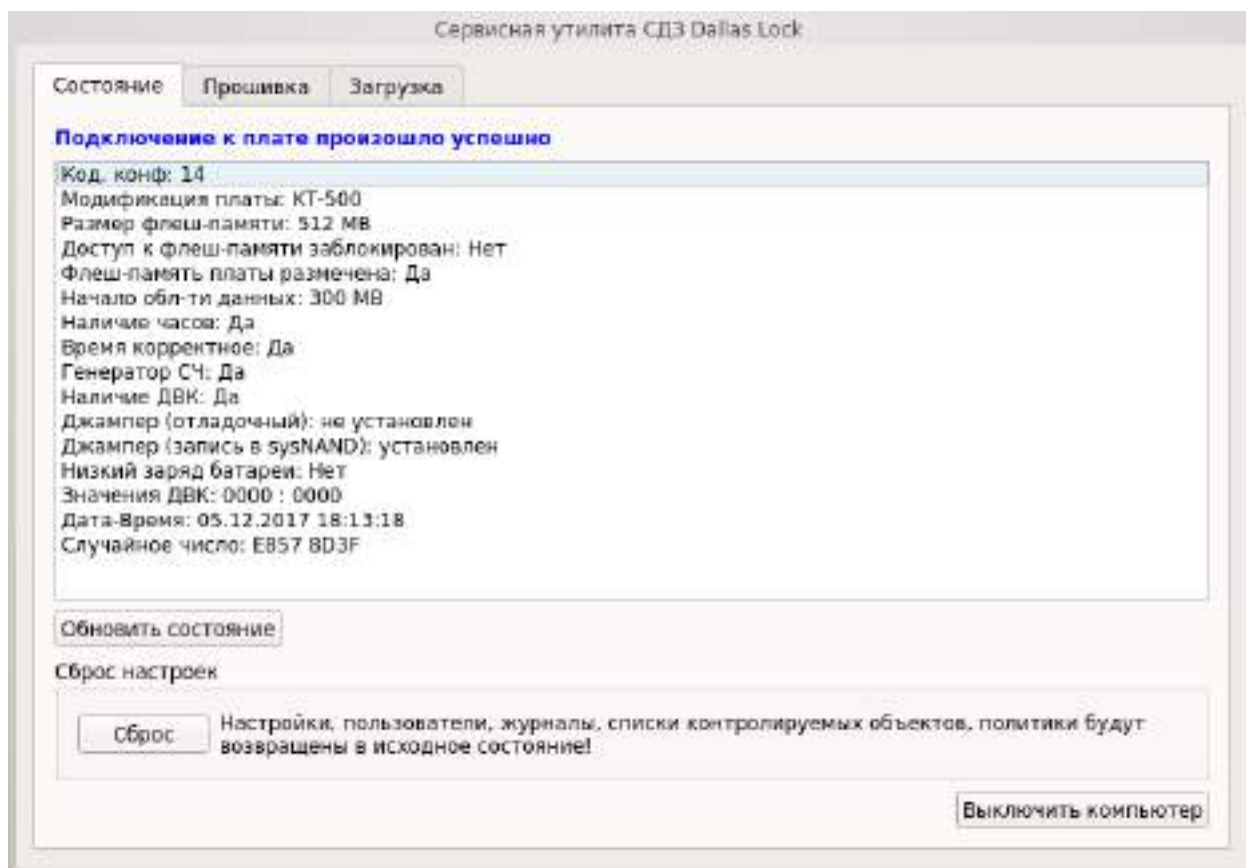 Сервисная утилита СДЗ Dallas Lock
Состояние
Прошивка
Загрузка
Подключение к плате произошло успешно
Код. конф: 14
Модификация платы: КТ-500
Размер флеш-памяти: 512 MB
Доступ к флеш-памяти заблокирован: Нет
Флеш-память платы размечена: Да
Начало обл-ти данных: 300 MB
Наличие часов: Да
Время корректное: Да
Генератор СЧ: Да
Наличие ДВК: Да
Джампер (отладочный): не установлен
Джампер (запись в sysNAND): установлен
Низкий заряд батареи: Нет
Значения ДВК: 0000 : 0000
Дата-Время: 05.12.2017 18:13:18
Случайное число: E857 8D3F
Обновить состояние
Сброс настроек
Сброс
Настройки, пользователи, журналы, списки контролируемых объектов, политики будут
возвращены в исходное состояние!
Выключить компьютер